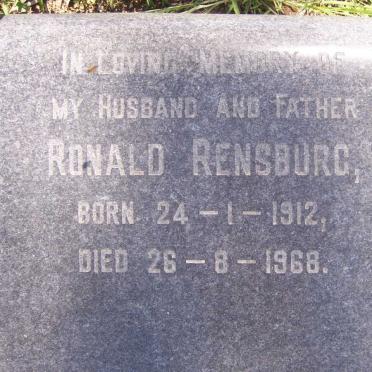 IN LOVING MEMORY OF
MY HUSBAND AND FATHER
RONALD RENSBURG,
BORN 24-1-1912,
DIED 26-8-1968.